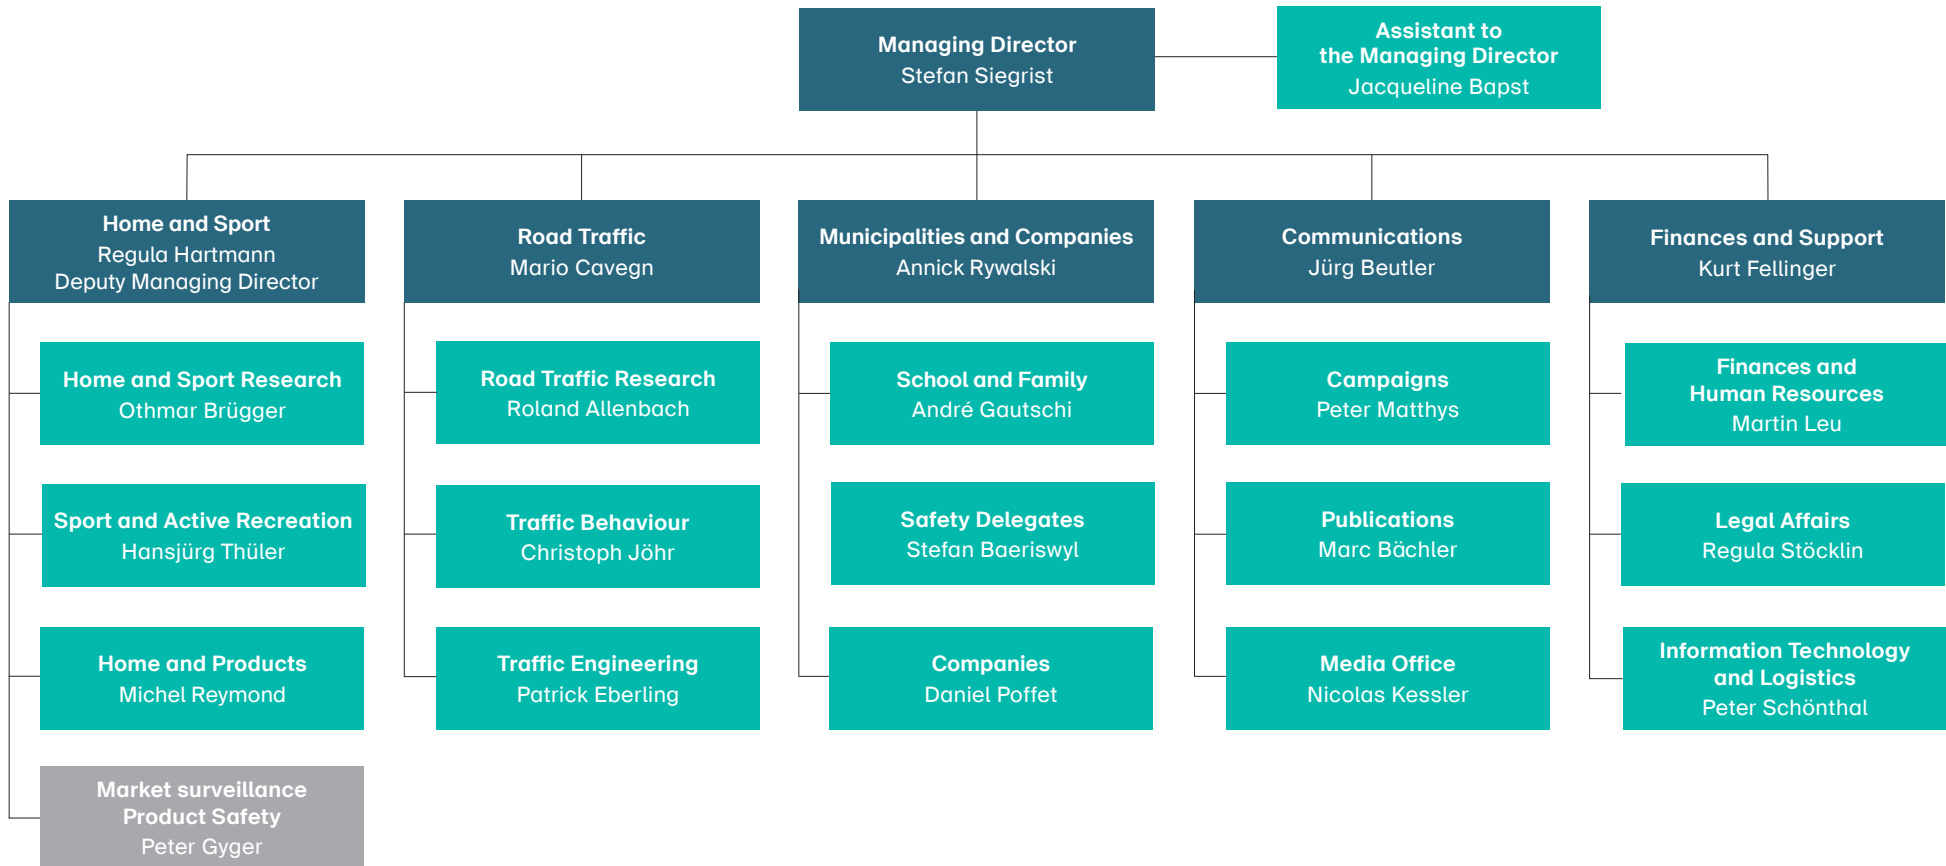 Managing Director
Stefan Siegrist
Assistant to
the Managing Director
Jacqueline Bapst
Home and Sport
Regula Hartmann
Deputy Managing Director
Road Traffic
Mario Cavegn
Municipalities and Companies
Annick Rywalski
Communications
Jürg Beutler
Finances and Support
Kurt Fellinger
Home and Sport Research
Othmar Brügger
Road Traffic Research
Roland Allenbach
School and Family
André Gautschi
Campaigns
Peter Matthys
Finances and
Human Resources
Martin Leu
Sport and Active Recreation
Hansjürg Thüler
Traffic Behaviour
Christoph Jöhr
Safety Delegates
Stefan Baeriswyl
Publications
Marc Bächler
Legal Affairs
Regula Stöcklin
Home and Products
Michel Reymond
Traffic Engineering
Patrick Eberling
Companies
Daniel Poffet
Media Office
Nicolas Kessler
Information Technology
and Logistics
Peter Schönthal
Market surveillance
Product Safety
Peter Gyger